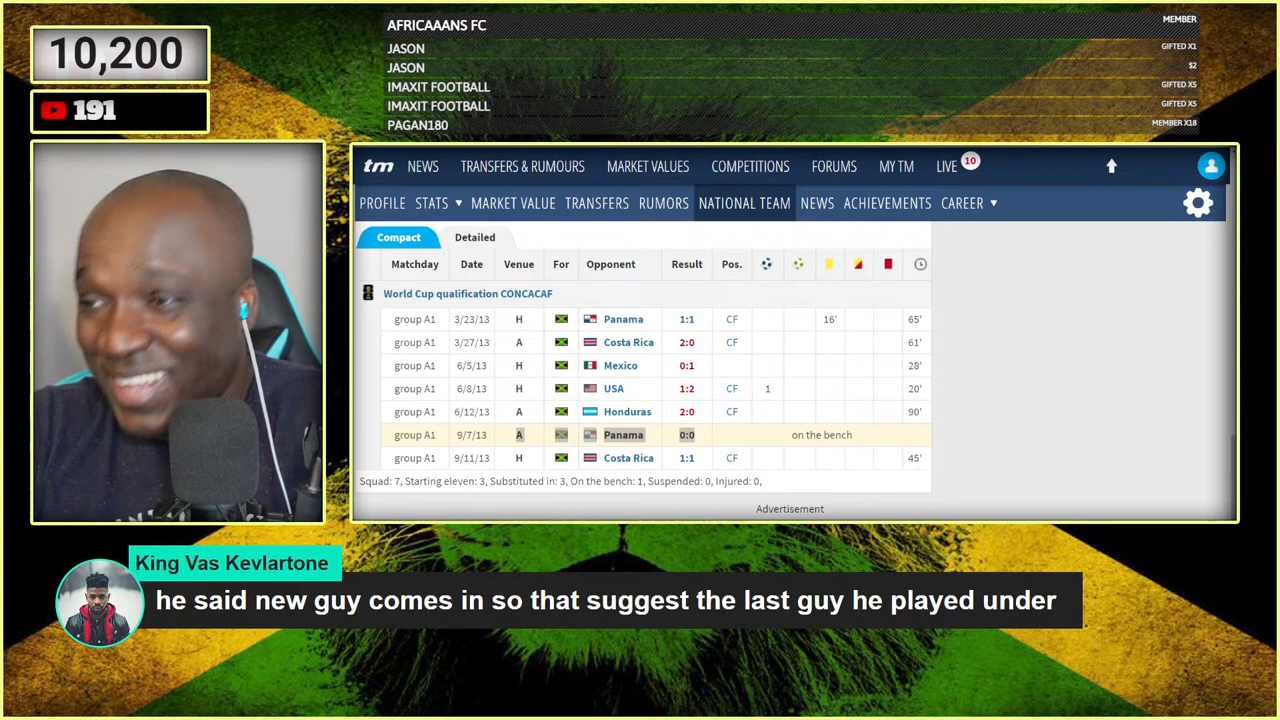 10,200
191
AFRICAAANS FC MEMBER
JASON GIFTED X1
JASON $2
IMAXIT FOOTBALL GIFTED X5
IMAXIT FOOTBALL GIFTED X5
PAGAN180 MEMBER X18
tm NEWS TRANSFERS & RUMOURS MARKET VALUES COMPETITIONS FORUMS MY TM LIVE 10
PROFILE STATS MARKET VALUE TRANSFERS RUMORS NATIONAL TEAM NEWS ACHIEVEMENTS CAREER
Compact Detailed
Matchday Date Venue For Opponent Result Pos.
World Cup qualification CONCACAF
group A1 3/23/13 H Panama 1:1 CF 16' 65'
group A1 3/27/13 A Costa Rica 2:0 CF 61'
group A1 6/5/13 H Mexico 0:1 28'
group A1 6/8/13 H USA 1:2 CF 1 20'
group A1 6/12/13 A Honduras 2:0 CF 90'
group A1 9/7/13 A Panama 0:0 on the bench
group A1 9/11/13 H Costa Rica 1:1 CF 45'
Squad: 7, Starting eleven: 3, Substituted in: 3, On the bench: 1, Suspended: 0, Injured: 0,
Advertisement
King Vas Kevlartone
he said new guy comes in so that suggest the last guy he played under